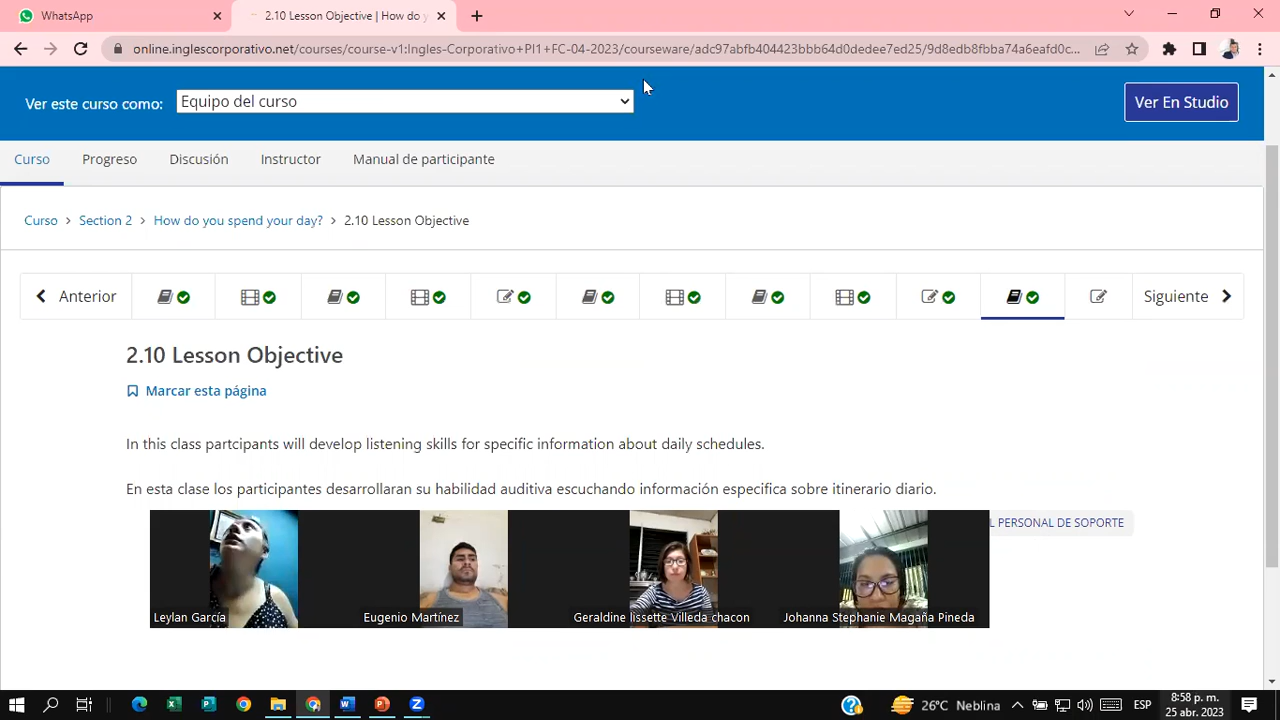 WhatsApp
2.10 Lesson Objective | How do y
online.inglescorporativo.net/courses/course-v1:Ingles-Corporativo+PI1+FC-04-2023/courseware/adc97abfb404423bbb64d0dedee7ed25/9d8edb8fbba74a6eafd0c...
Ver este curso como:
Equipo del curso
Ver En Studio
Curso
Progreso
Discusión
Instructor
Manual de participante
Curso > Section 2 > How do you spend your day? > 2.10 Lesson Objective
Anterior
Siguiente
2.10 Lesson Objective
Marcar esta página
In this class partcipants will develop listening skills for specific information about daily schedules.
En esta clase los participantes desarrollaran su habilidad auditiva escuchando información especifica sobre itinerario diario.
L PERSONAL DE SOPORTE
Leylan García
Eugenio Martínez
Geraldine lissette Villeda chacon
Johanna Stephanie Magaña Pineda
26°C Neblina
ESP
8:58 p. m.
25 abr. 2023